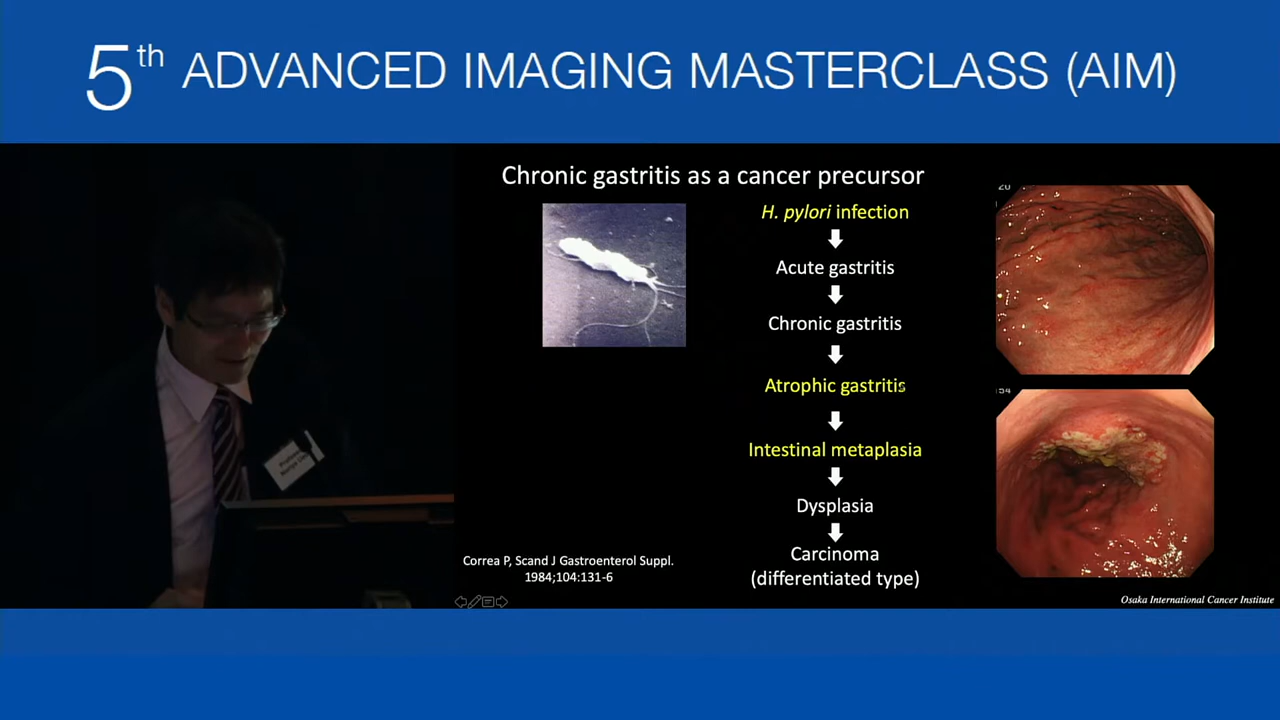 5th ADVANCED IMAGING MASTERCLASS (AIM)
Chronic gastritis as a cancer precursor
H. pylori infection
Acute gastritis
Chronic gastritis
Atrophic gastritis
Intestinal metaplasia
Dysplasia
Carcinoma
(differentiated type)
Correa P, Scand J Gastroenterol Suppl.
1984;104:131-6
Osaka International Cancer Institute